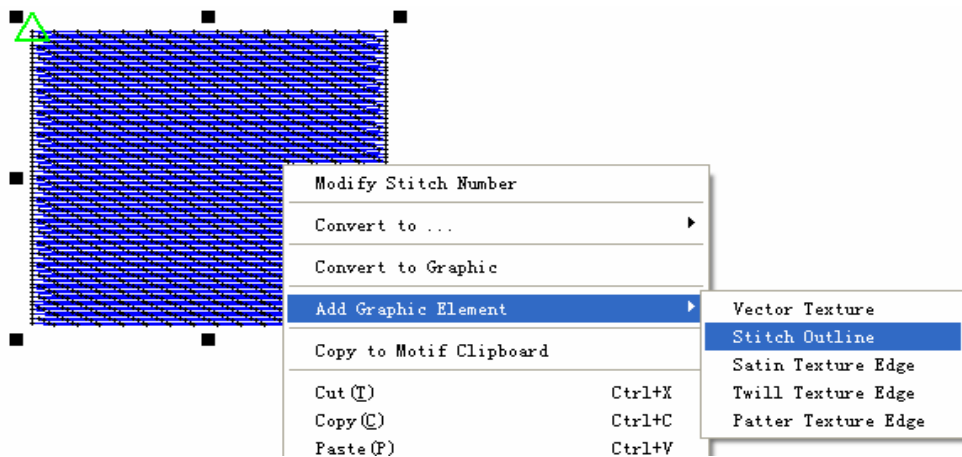 Modify Stitch Number
Convert to ...
Convert to Graphic
Add Graphic Element
Vector Texture
Stitch Outline
Satin Texture Edge
Twill Texture Edge
Patter Texture Edge
Copy to Motif Clipboard
Cut(T) Ctrl+X
Copy(C) Ctrl+C
Paste(P) Ctrl+V